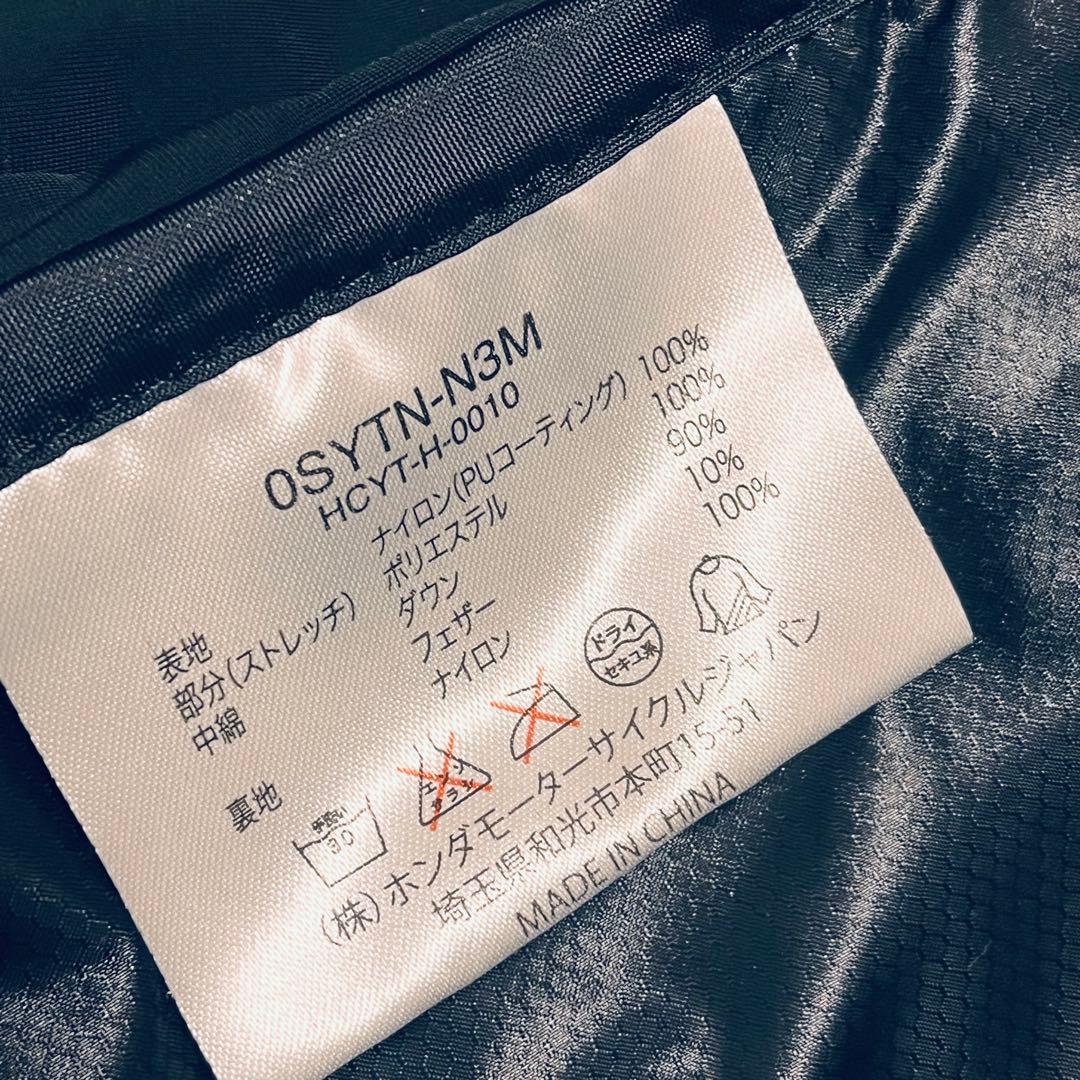 0SYTN-N3M
HCYT-H-0010
表地 ナイロン(PUコーティング) 100%
部分(ストレッチ) ポリエステル 100%
中綿 ダウン 90%
フェザー 10%
裏地 ナイロン 100%
手洗い 30
エンソ サラシ
ドライ
セキユ系
(株)ホンダモーターサイクルジャパン
埼玉県和光市本町15-51
MADE IN CHINA